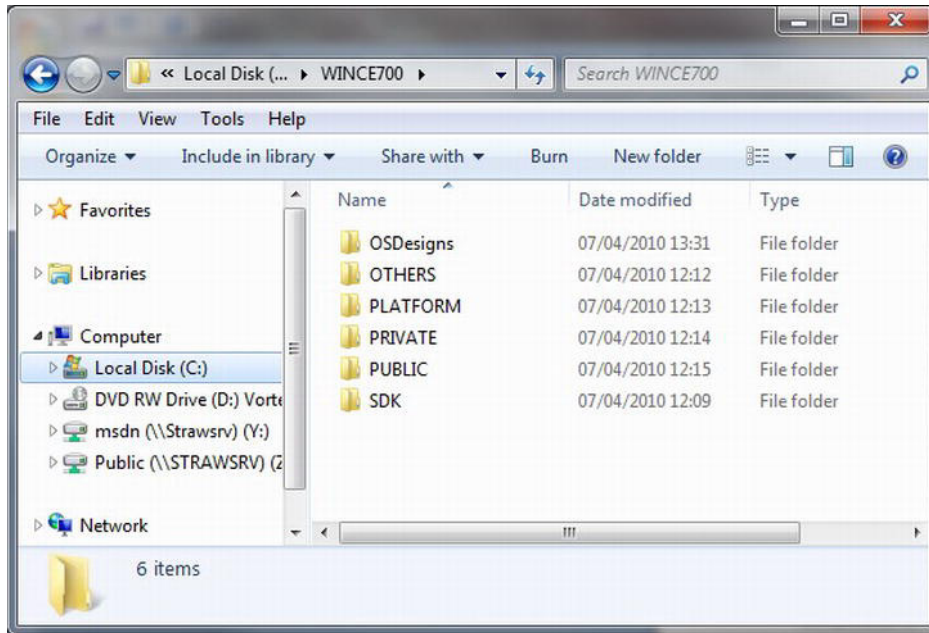 « Local Disk (... ▸ WINCE700 ▸ Search WINCE700
File Edit View Tools Help
Organize Include in library Share with Burn New folder
Name Date modified Type
Favorites
Libraries
Computer
Local Disk (C:)
DVD RW Drive (D:) Vorte
msdn (\\Strawsrv) (Y:)
Public (\\STRAWSRV) (Z
Network
OSDesigns 07/04/2010 13:31 File folder
OTHERS 07/04/2010 12:12 File folder
PLATFORM 07/04/2010 12:13 File folder
PRIVATE 07/04/2010 12:14 File folder
PUBLIC 07/04/2010 12:15 File folder
SDK 07/04/2010 12:09 File folder
6 items